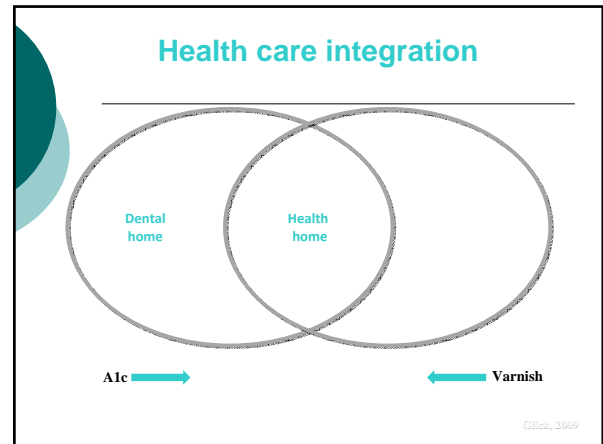 Health care integration
Dental
home
Health
home
A1c
Varnish
Glick, 2009